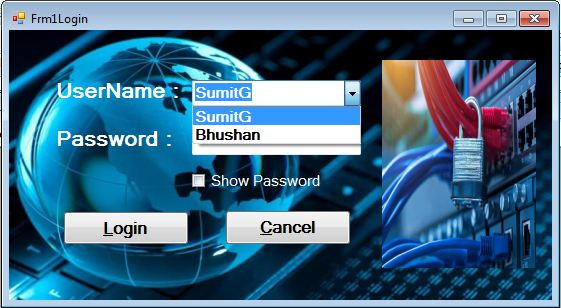 Frm1Login
UserName : SumitG
SumitG
Bhushan
Password :
Show Password
Login
Cancel